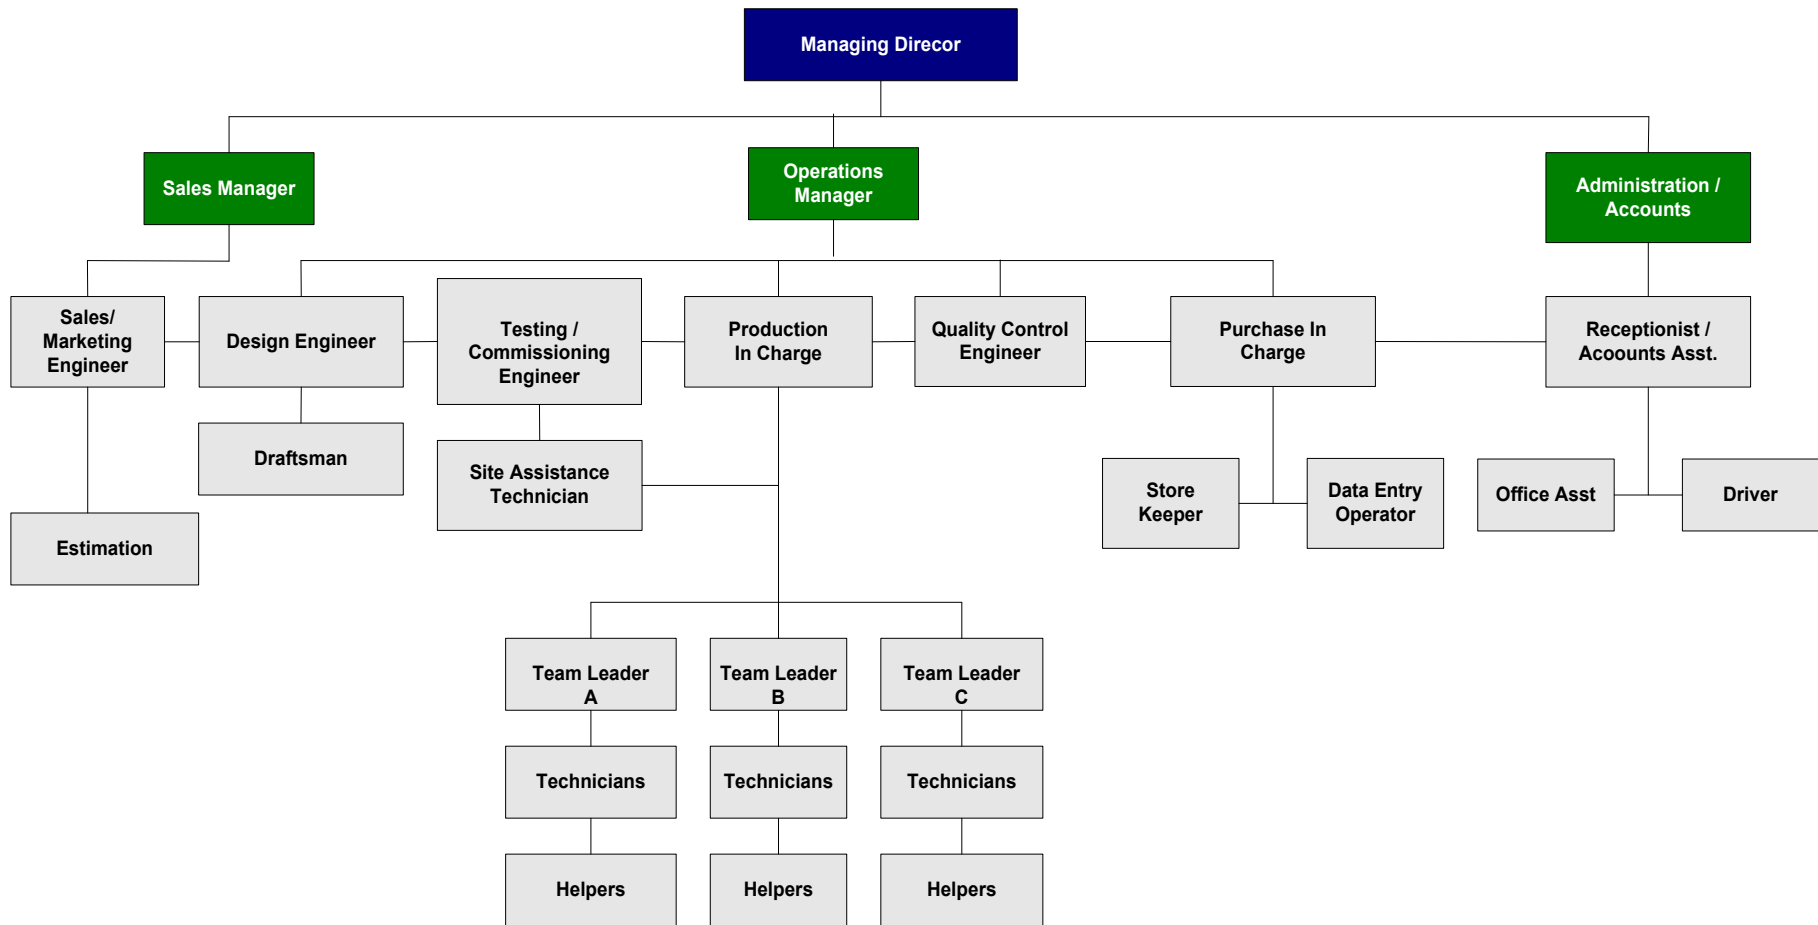 Managing Direcor
Sales Manager
Operations
Manager
Administration /
Accounts
Sales/
Marketing
Engineer
Design Engineer
Testing /
Commissioning
Engineer
Production
In Charge
Quality Control
Engineer
Purchase In
Charge
Receptionist /
Acoounts Asst.
Draftsman
Site Assistance
Technician
Store
Keeper
Data Entry
Operator
Office Asst
Driver
Estimation
Team Leader
A
Team Leader
B
Team Leader
C
Technicians
Technicians
Technicians
Helpers
Helpers
Helpers